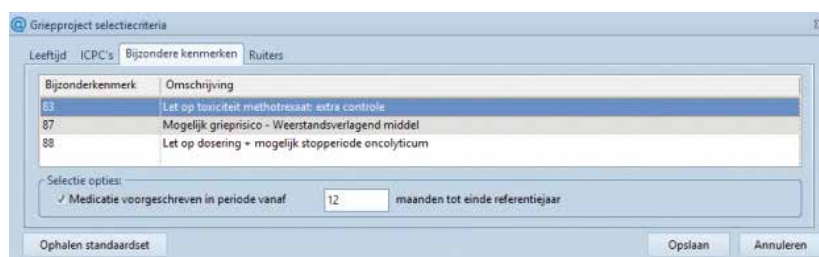 Griepproject selectiecriteria
Leeftijd ICPC's Bijzondere kenmerken Ruiters
Bijzonderkenmerk Omschrijving
83 Let op toxiciteit methotrexaat: extra controle
87 Mogelijk grieprisico - Weerstandsverlagend middel
88 Let op dosering + mogelijk stopperiode oncolyticum
Selectie opties:
✓ Medicatie voorgeschreven in periode vanaf 12 maanden tot einde referentiejaar
Ophalen standaardset Opslaan Annuleren